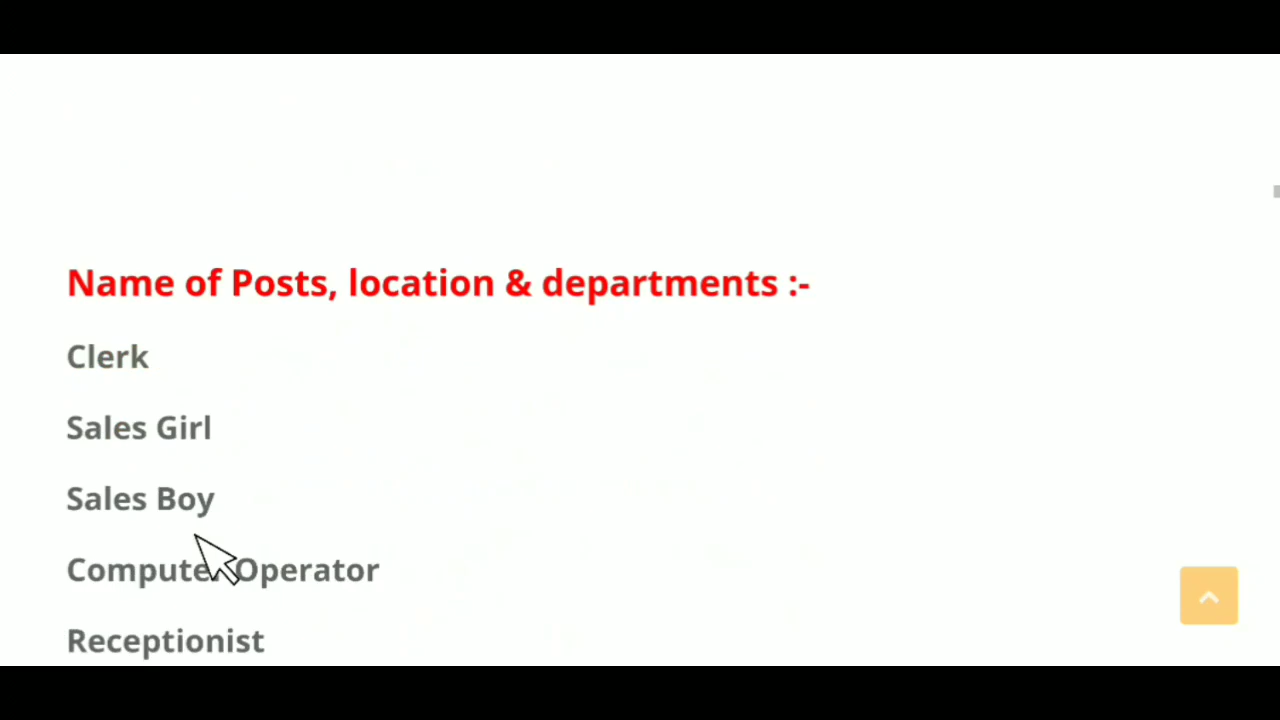 Name of Posts, location & departments :-
Clerk
Sales Girl
Sales Boy
Computer Operator
Receptionist